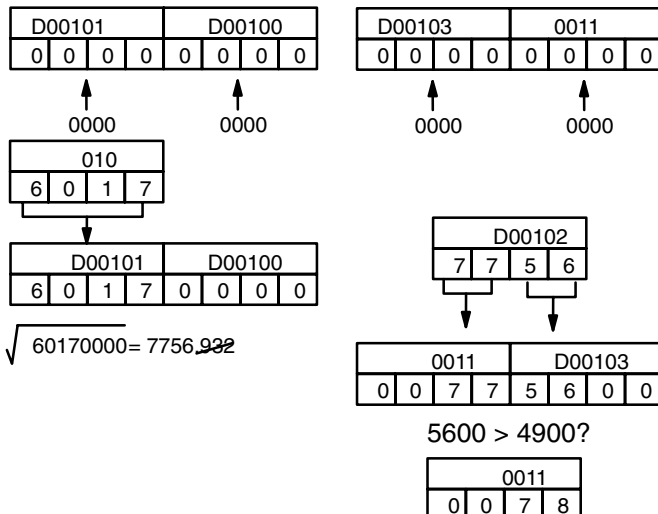 D00101 D00100 D00103 0011
0 0 0 0 0 0 0 0 0 0 0 0 0 0 0 0
0000 0000 0000 0000
010
6 0 1 7
D00102
7 7 5 6
D00101 D00100
6 0 1 7 0 0 0 0
√60170000 = 7756.932
0011 D00103
0 0 7 7 5 6 0 0
5600 > 4900?
0011
0 0 7 8